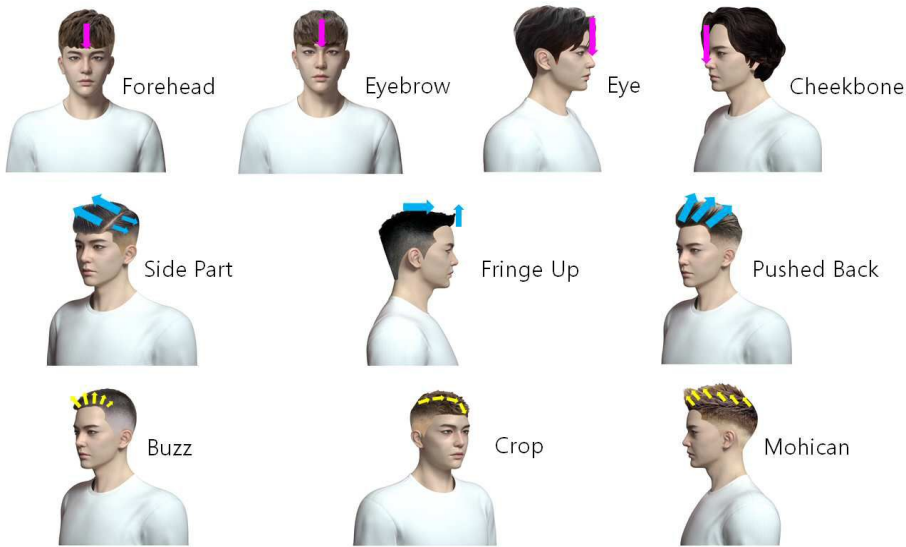 Forehead
Eyebrow
Eye
Cheekbone
Side Part
Fringe Up
Pushed Back
Buzz
Crop
Mohican